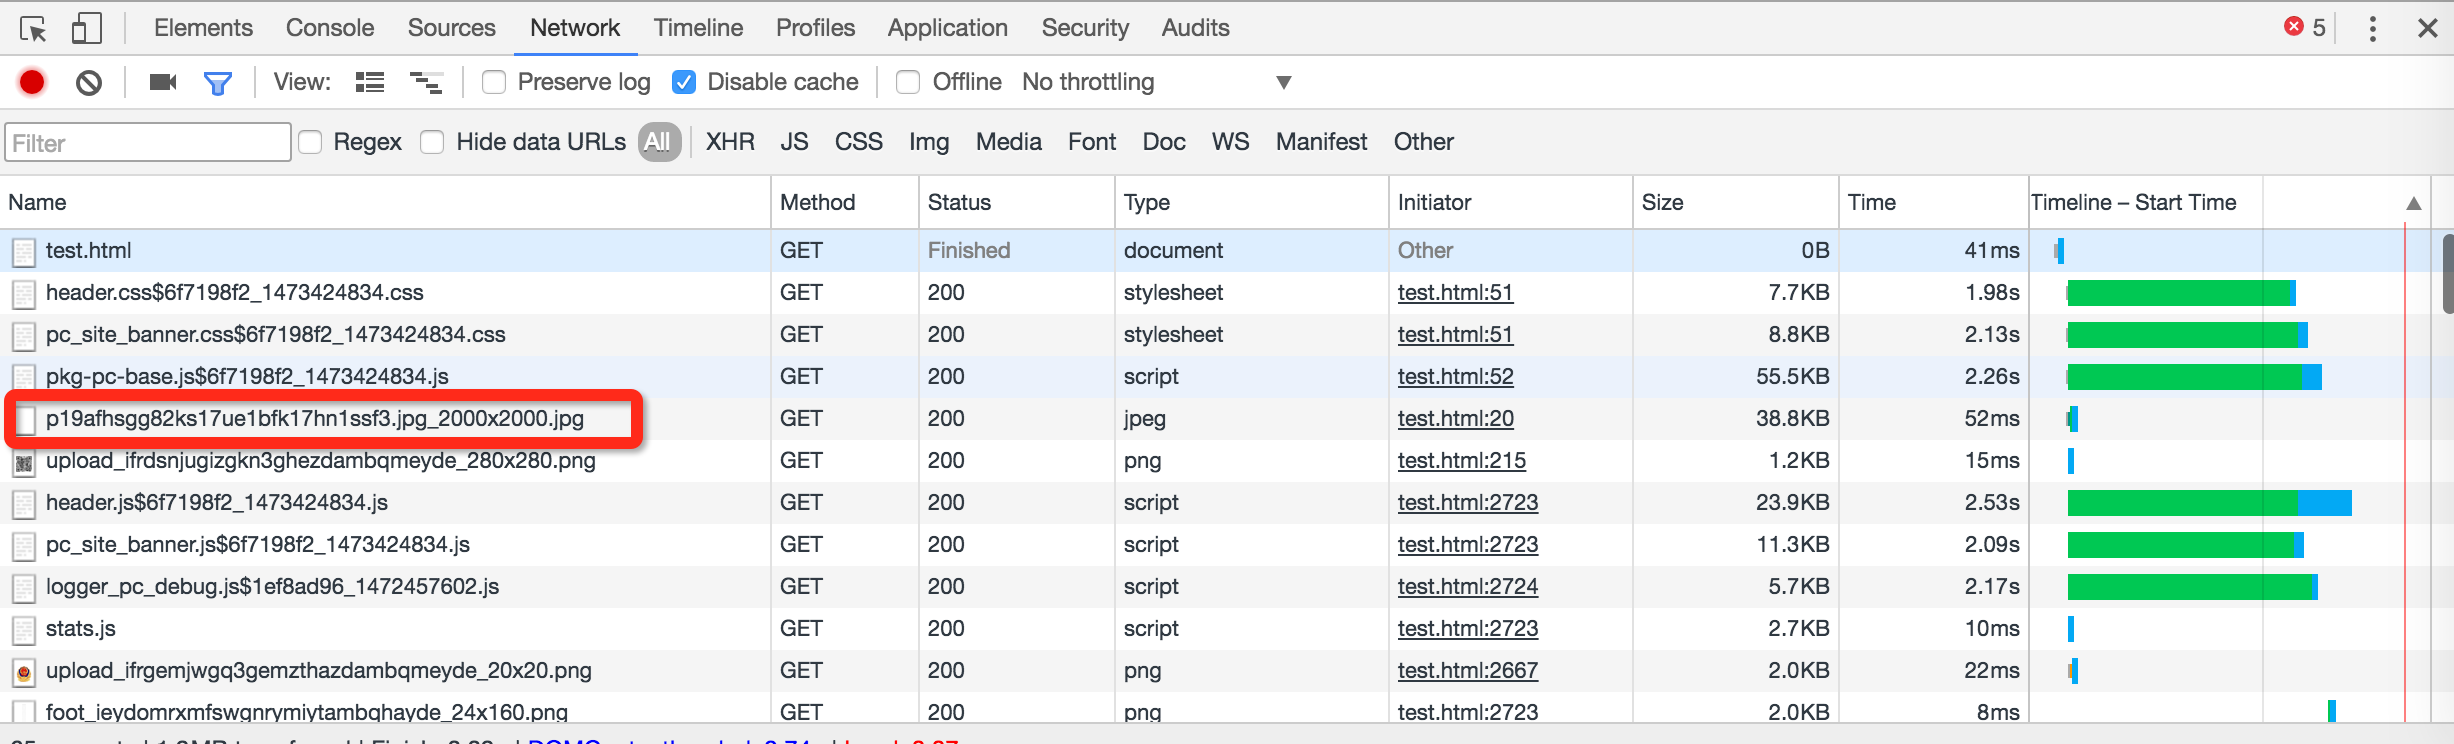 Elements Console Sources Network Timeline Profiles Application Security Audits 5
View: Preserve log Disable cache Offline No throttling
Filter Regex Hide data URLs All XHR JS CSS Img Media Font Doc WS Manifest Other
Name Method Status Type Initiator Size Time Timeline – Start Time
test.html GET Finished document Other 0B 41ms
header.css$6f7198f2_1473424834.css GET 200 stylesheet test.html:51 7.7KB 1.98s
pc_site_banner.css$6f7198f2_1473424834.css GET 200 stylesheet test.html:51 8.8KB 2.13s
pkg-pc-base.js$6f7198f2_1473424834.js GET 200 script test.html:52 55.5KB 2.26s
p19afhsgg82ks17ue1bfk17hn1ssf3.jpg_2000x2000.jpg GET 200 jpeg test.html:20 38.8KB 52ms
upload_ifrdsnjugizgkn3ghezdambqmeyde_280x280.png GET 200 png test.html:215 1.2KB 15ms
header.js$6f7198f2_1473424834.js GET 200 script test.html:2723 23.9KB 2.53s
pc_site_banner.js$6f7198f2_1473424834.js GET 200 script test.html:2723 11.3KB 2.09s
logger_pc_debug.js$1ef8ad96_1472457602.js GET 200 script test.html:2724 5.7KB 2.17s
stats.js GET 200 script test.html:2723 2.7KB 10ms
upload_ifrgemjwgq3gemzthazdambqmeyde_20x20.png GET 200 png test.html:2667 2.0KB 22ms
foot_ieydomrxmfswgnrymiytambqhayde_24x160.png GET 200 png test.html:2723 2.0KB 8ms